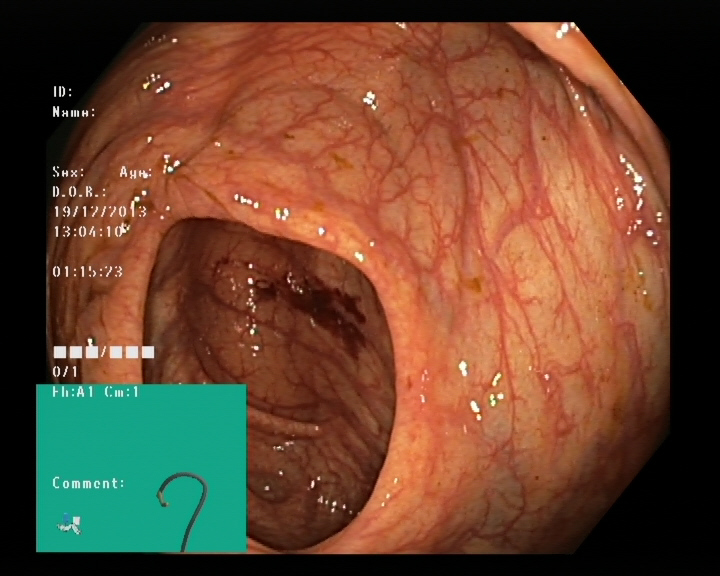 ID:
Name:
Sex: Age:
D.O.B.:
19/12/2013
13:04:10
01:15:23
0/1
Eh:A1 Cm:1
Comment: